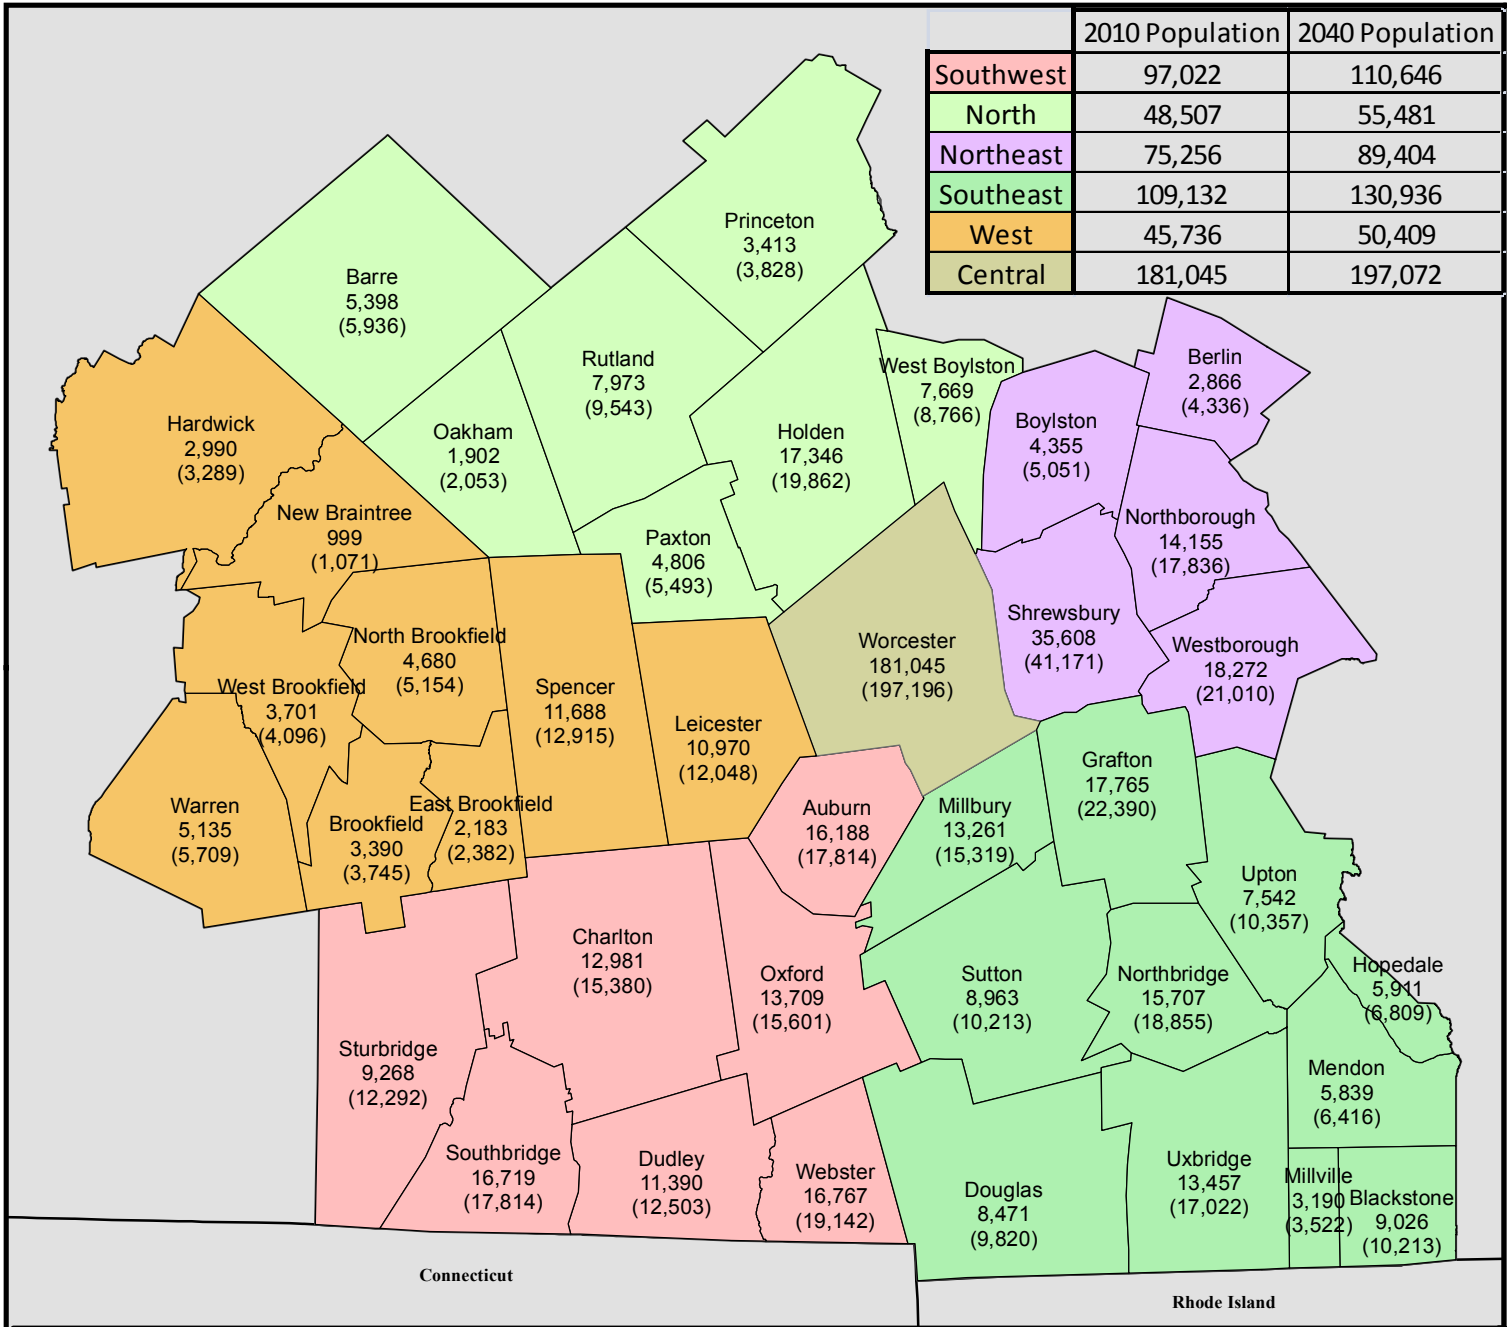 2010 Population 2040 Population
Southwest 97,022 110,646
North 48,507 55,481
Northeast 75,256 89,404
Southeast 109,132 130,936
West 45,736 50,409
Central 181,045 197,072
Princeton
3,413
(3,828)
Barre
5,398
(5,936)
Rutland
7,973
(9,543)
West Boylston
7,669
(8,766)
Berlin
2,866
(4,336)
Hardwick
2,990
(3,289)
Oakham
1,902
(2,053)
Holden
17,346
(19,862)
Boylston
4,355
(5,051)
New Braintree
999
(1,071)
Paxton
4,806
(5,493)
Northborough
14,155
(17,836)
North Brookfield
4,680
(5,154)
Worcester
181,045
(197,196)
Shrewsbury
35,608
(41,171)
Westborough
18,272
(21,010)
West Brookfield
3,701
(4,096)
Spencer
11,688
(12,915)
Leicester
10,970
(12,048)
Grafton
17,765
(22,390)
Warren
5,135
(5,709)
Brookfield
3,390
(3,745)
East Brookfield
2,183
(2,382)
Auburn
16,188
(17,814)
Millbury
13,261
(15,319)
Upton
7,542
(10,357)
Charlton
12,981
(15,380)
Oxford
13,709
(15,601)
Sutton
8,963
(10,213)
Northbridge
15,707
(18,855)
Hopedale
5,911
(6,809)
Sturbridge
9,268
(12,292)
Mendon
5,839
(6,416)
Southbridge
16,719
(17,814)
Dudley
11,390
(12,503)
Webster
16,767
(19,142)
Douglas
8,471
(9,820)
Uxbridge
13,457
(17,022)
Millville
3,190
(3,522)
Blackstone
9,026
(10,213)
Connecticut
Rhode Island